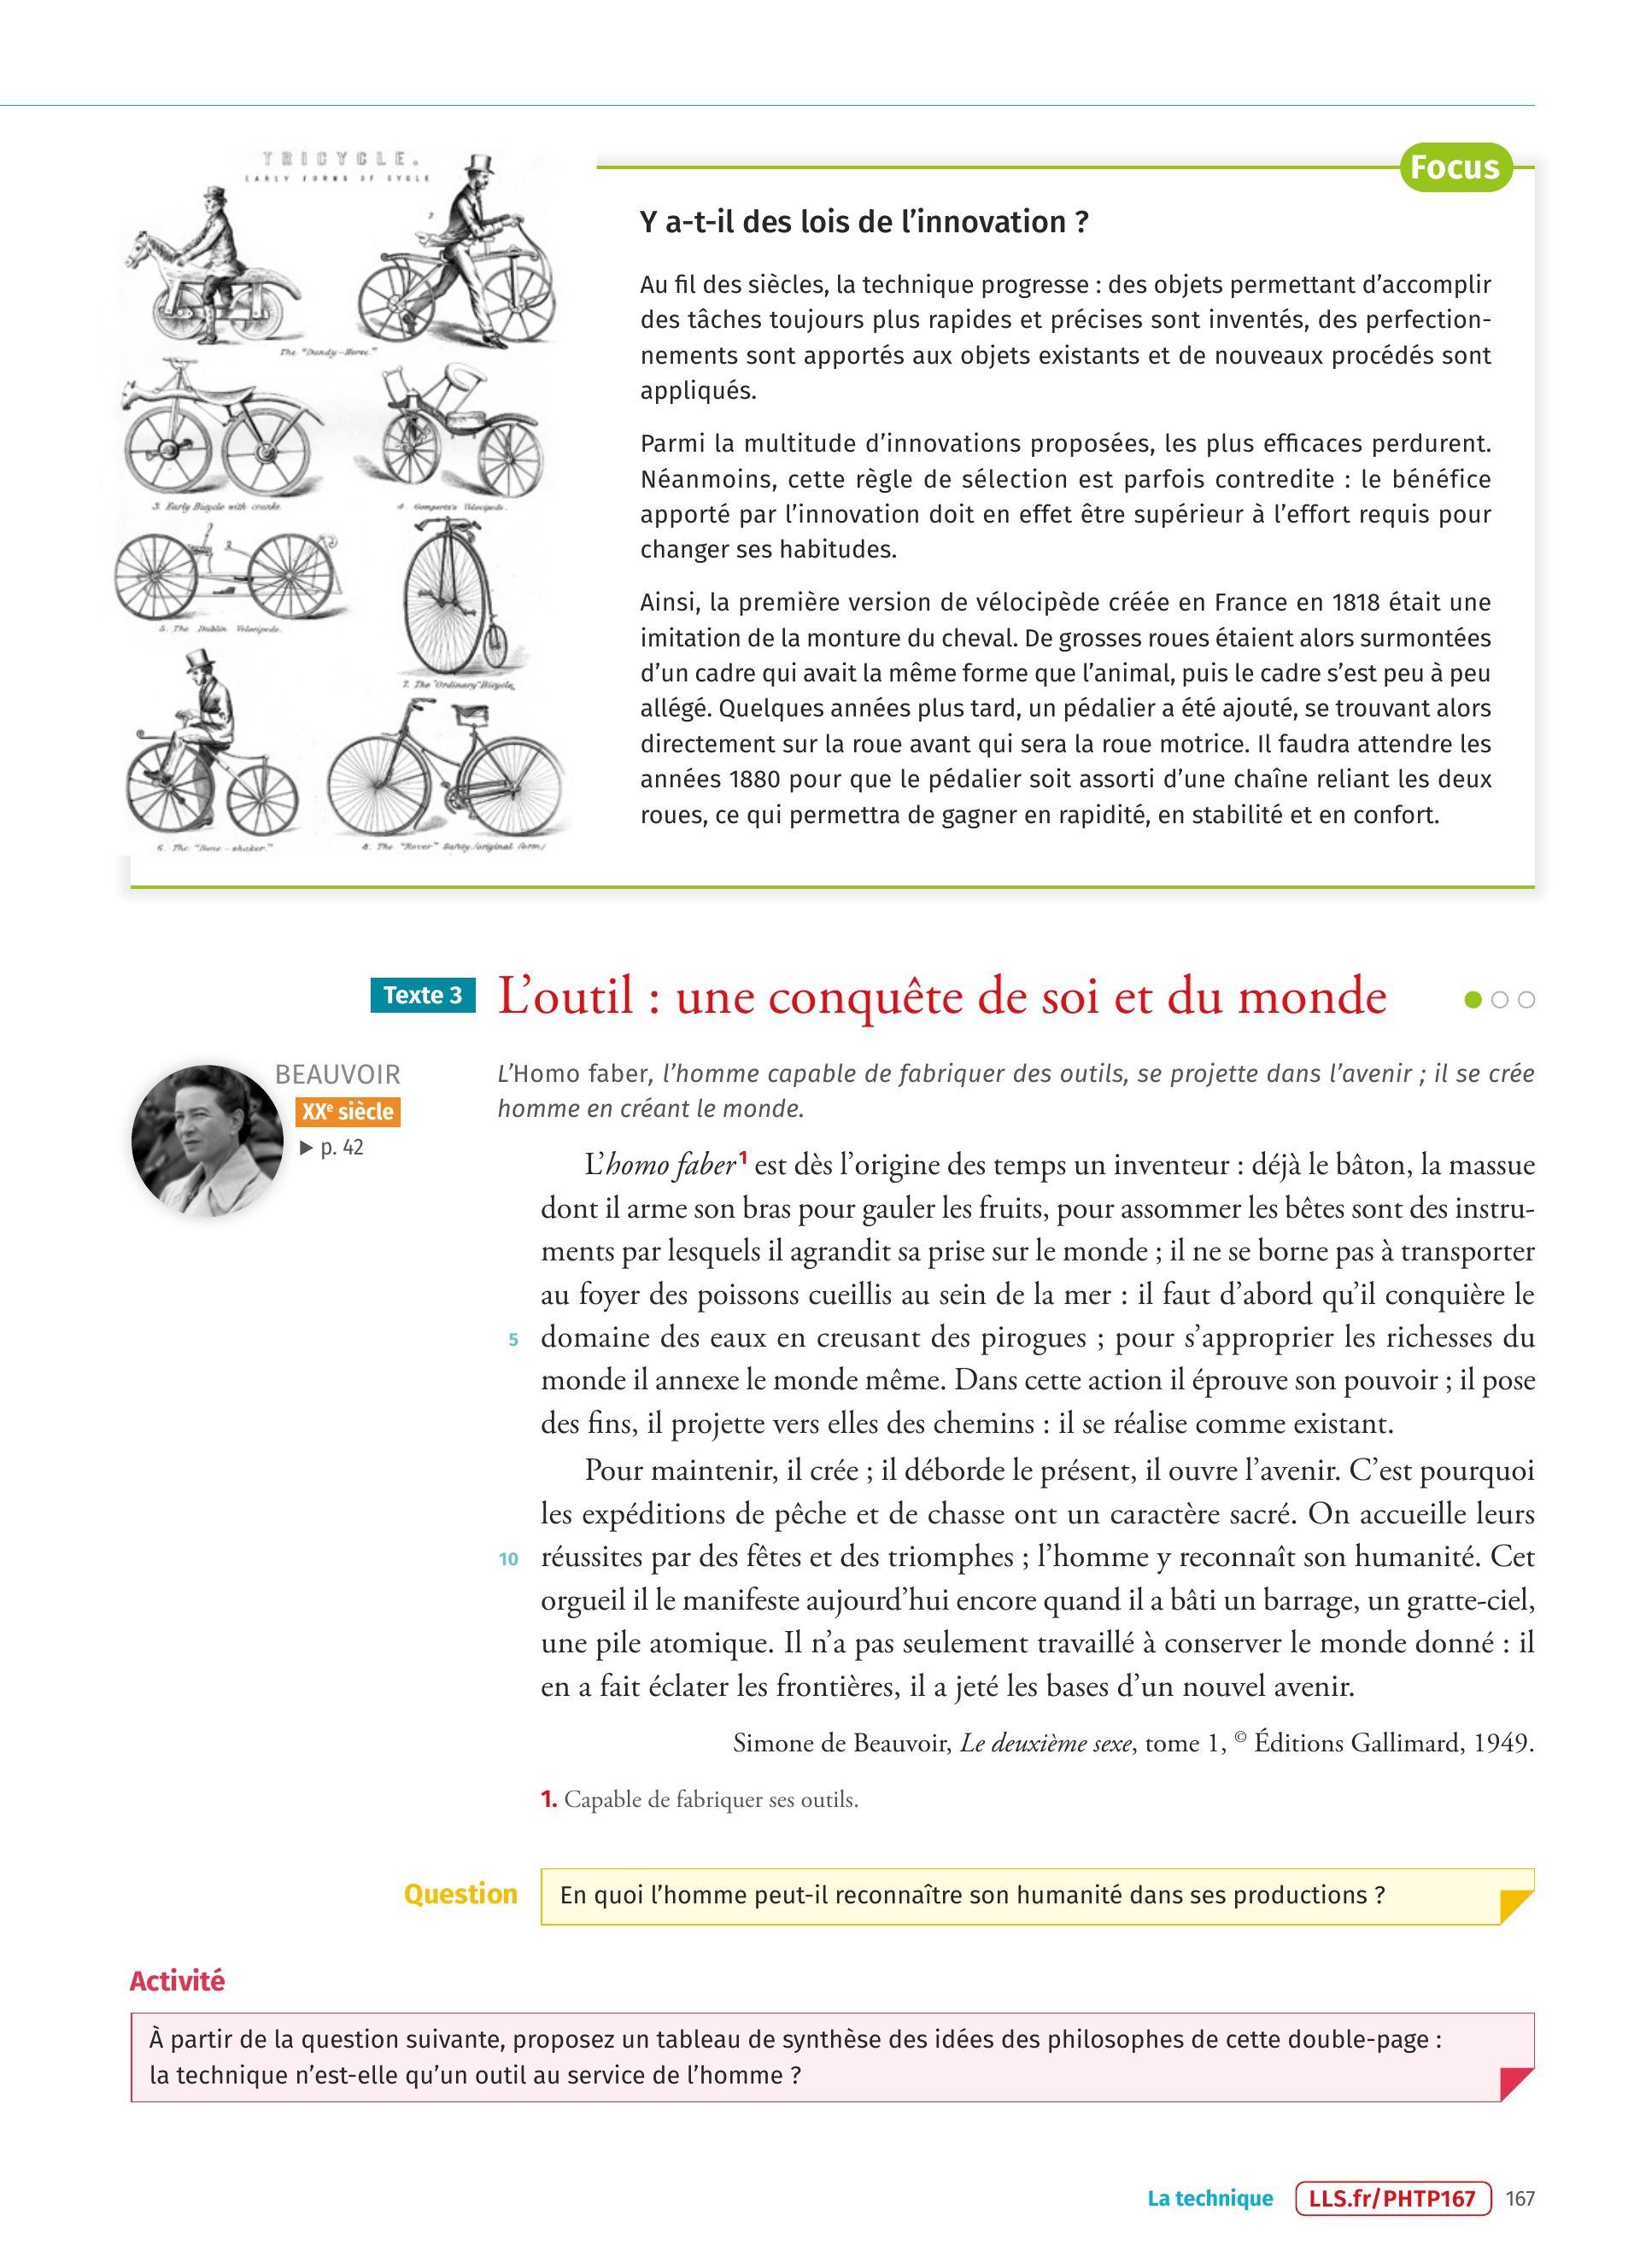 TRICYCLE.
EARLY FORMS OF CYCLE
2
The "Dandy-Horse."
3. Early Bicycle with cranks.
4. Gompertz's Velocipede.
5. The Dublin Velocipede.
7. The "Ordinary" Bicycle,
6. The "Bone-shaker."
8. The "Rover" Safety (original form)
Focus
Y a-t-il des lois de l'innovation ?
Au fil des siècles, la technique progresse : des objets permettant d'accomplir
des tâches toujours plus rapides et précises sont inventés, des perfection-
nements sont apportés aux objets existants et de nouveaux procédés sont
appliqués.
Parmi la multitude d'innovations proposées, les plus efficaces perdurent.
Néanmoins, cette règle de sélection est parfois contredite : le bénéfice
apporté par l'innovation doit en effet être supérieur à l'effort requis pour
changer ses habitudes.
Ainsi, la première version de vélocipède créée en France en 1818 était une
imitation de la monture du cheval. De grosses roues étaient alors surmontées
d'un cadre qui avait la même forme que l'animal, puis le cadre s'est peu à peu
allégé. Quelques années plus tard, un pédalier a été ajouté, se trouvant alors
directement sur la roue avant qui sera la roue motrice. Il faudra attendre les
années 1880 pour que le pédalier soit assorti d'une chaîne reliant les deux
roues, ce qui permettra de gagner en rapidité, en stabilité et en confort.
Texte 3 L'outil : une conquête de soi et du monde
BEAUVOIR
XXe siècle
▶ p. 42
L'Homo faber, l'homme capable de fabriquer des outils, se projette dans l'avenir ; il se crée
homme en créant le monde.
L'homo faber1 est dès l'origine des temps un inventeur : déjà le bâton, la massue
dont il arme son bras pour gauler les fruits, pour assommer les bêtes sont des instru-
ments par lesquels il agrandit sa prise sur le monde ; il ne se borne pas à transporter
au foyer des poissons cueillis au sein de la mer : il faut d'abord qu'il conquière le
5 domaine des eaux en creusant des pirogues ; pour s'approprier les richesses du
monde il annexe le monde même. Dans cette action il éprouve son pouvoir ; il pose
des fins, il projette vers elles des chemins : il se réalise comme existant.
Pour maintenir, il crée ; il déborde le présent, il ouvre l'avenir. C'est pourquoi
les expéditions de pêche et de chasse ont un caractère sacré. On accueille leurs
10 réussites par des fêtes et des triomphes ; l'homme y reconnaît son humanité. Cet
orgueil il le manifeste aujourd'hui encore quand il a bâti un barrage, un gratte-ciel,
une pile atomique. Il n'a pas seulement travaillé à conserver le monde donné : il
en a fait éclater les frontières, il a jeté les bases d'un nouvel avenir.
Simone de Beauvoir, Le deuxième sexe, tome 1, © Éditions Gallimard, 1949.
1. Capable de fabriquer ses outils.
Question En quoi l'homme peut-il reconnaître son humanité dans ses productions ?
Activité
À partir de la question suivante, proposez un tableau de synthèse des idées des philosophes de cette double-page :
la technique n'est-elle qu'un outil au service de l'homme ?
La technique LLS.fr/PHTP167 167